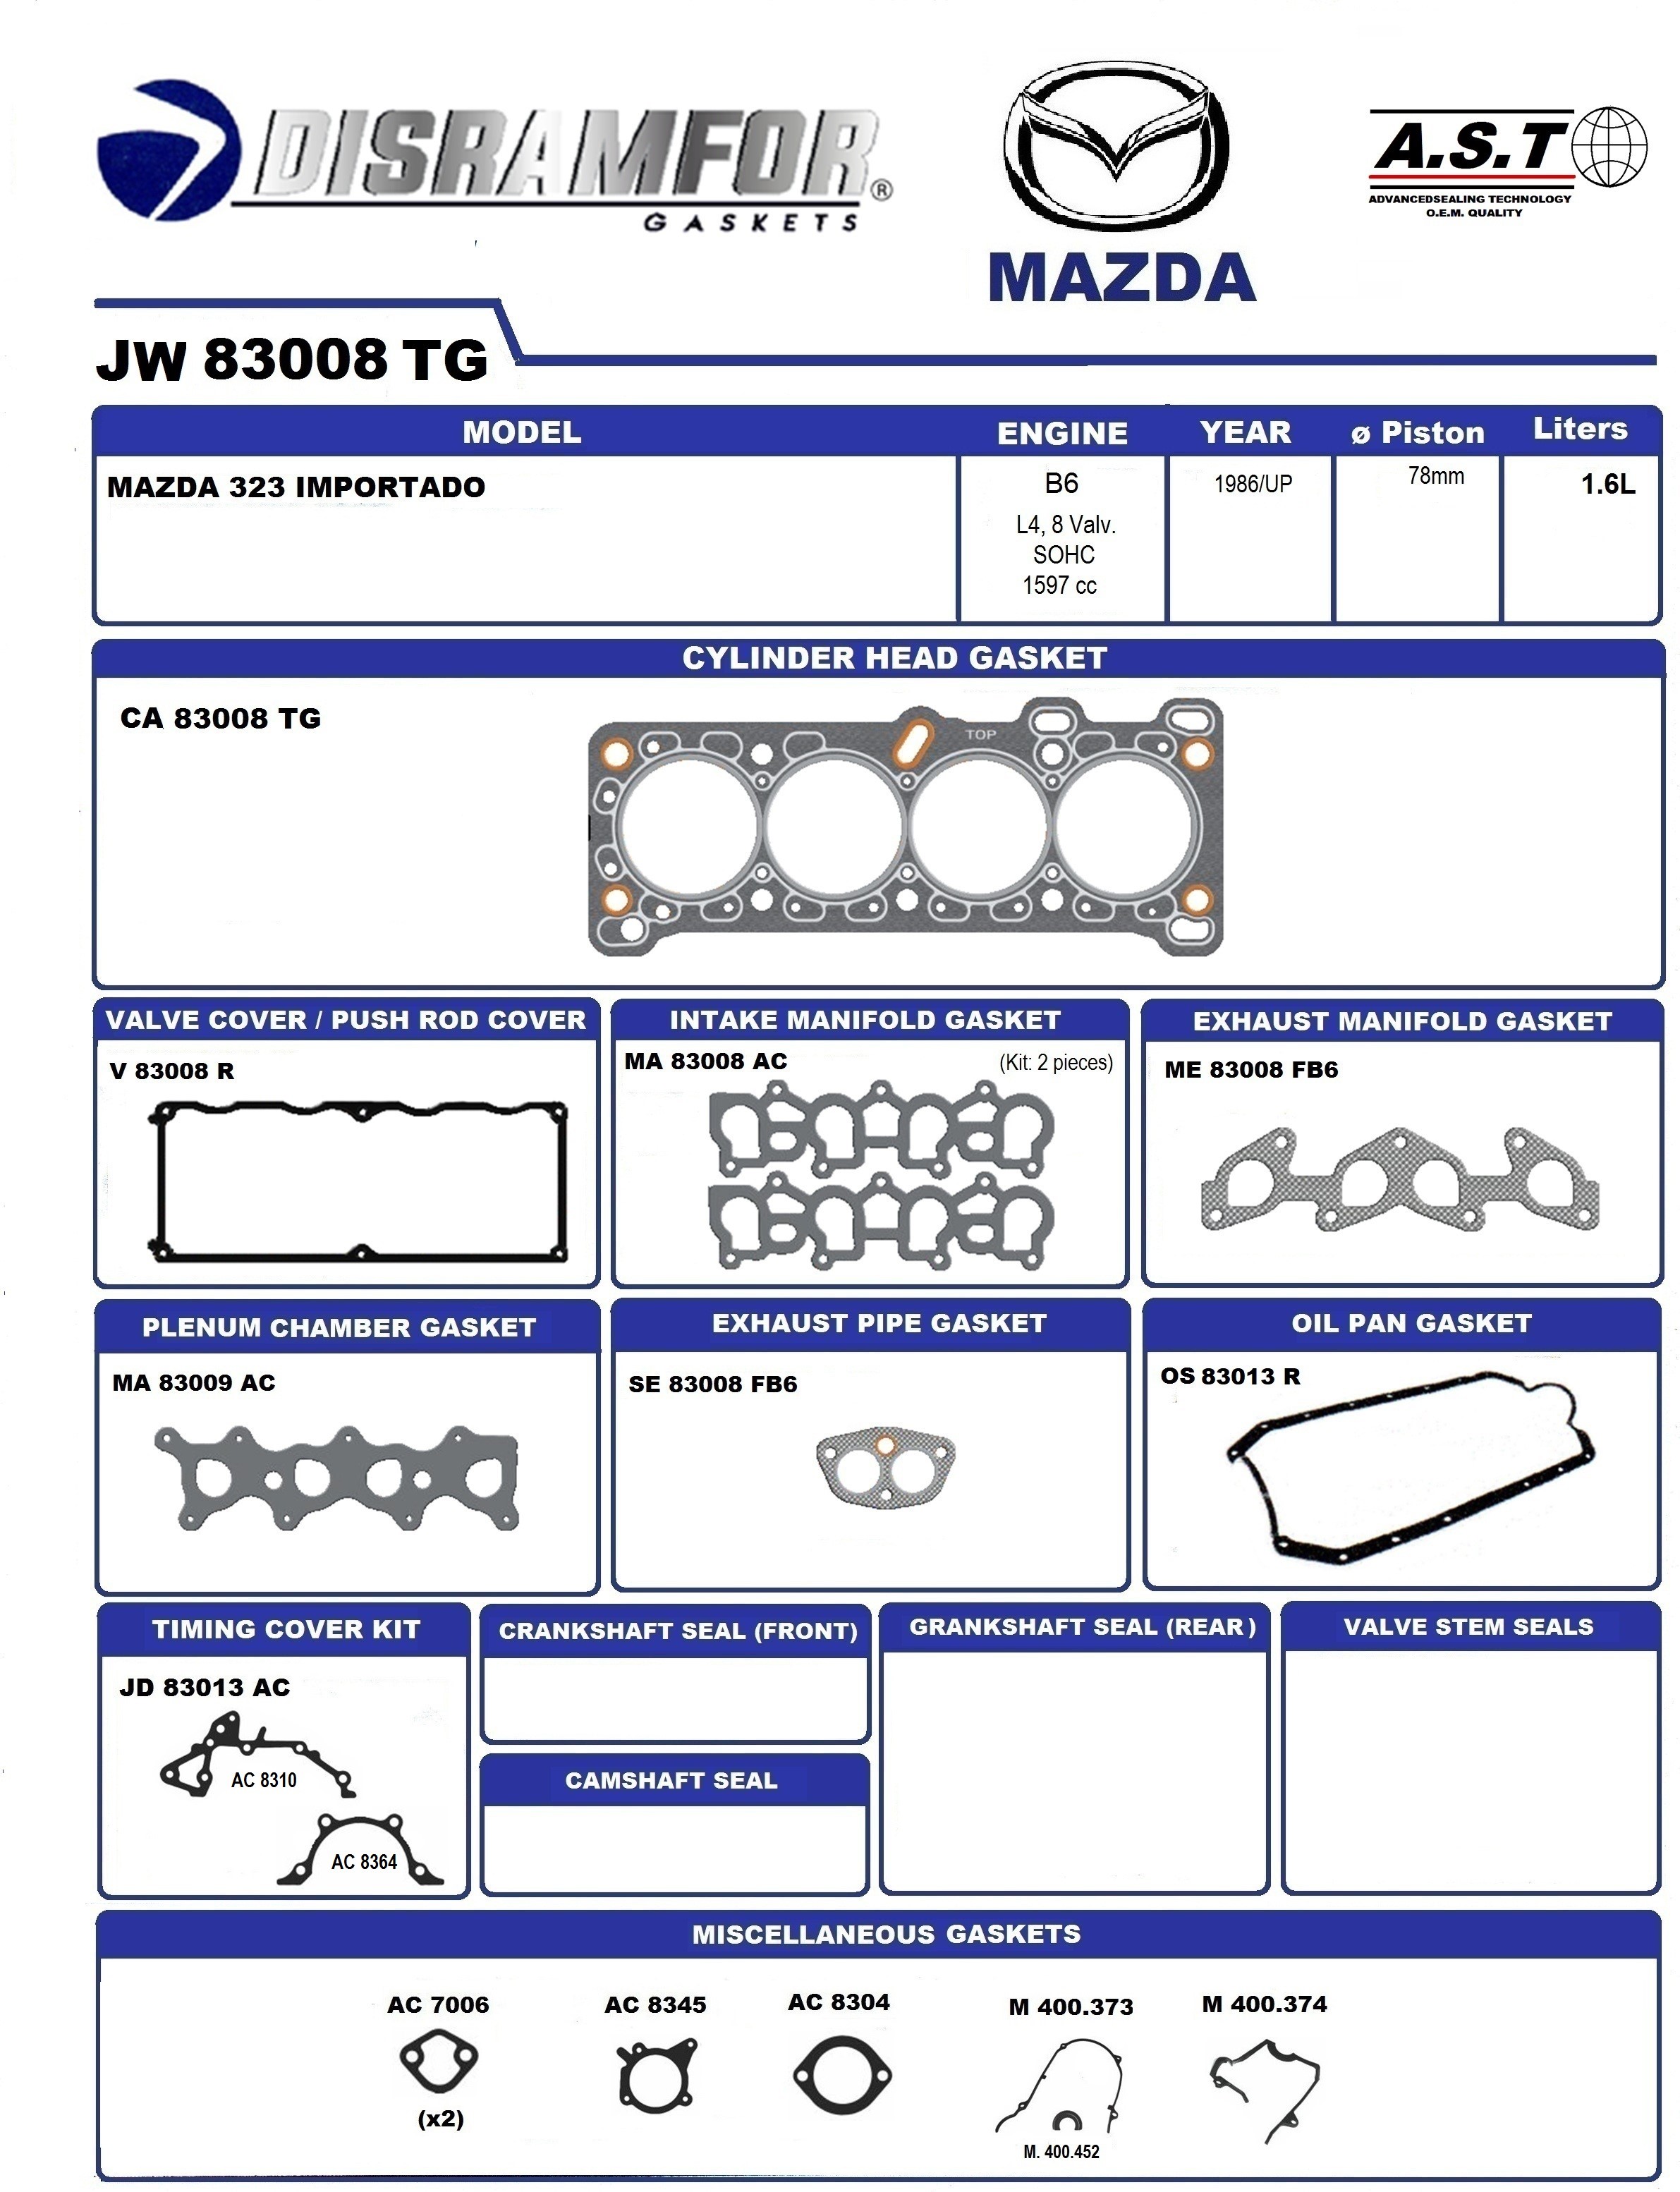 DISRAMFOR®
GASKETS
MAZDA
A.S.T
ADVANCEDSEALING TECHNOLOGY
O.E.M. QUALITY
JW 83008 TG
MODEL ENGINE YEAR ø Piston Liters
MAZDA 323 IMPORTADO B6 1986/UP 78mm 1.6L
L4, 8 Valv.
SOHC
1597 cc
CYLINDER HEAD GASKET
CA 83008 TG
TOP
VALVE COVER / PUSH ROD COVER
V 83008 R
INTAKE MANIFOLD GASKET
MA 83008 AC (Kit: 2 pieces)
EXHAUST MANIFOLD GASKET
ME 83008 FB6
PLENUM CHAMBER GASKET
MA 83009 AC
EXHAUST PIPE GASKET
SE 83008 FB6
OIL PAN GASKET
OS 83013 R
TIMING COVER KIT
JD 83013 AC
AC 8310
AC 8364
CRANKSHAFT SEAL (FRONT)
CAMSHAFT SEAL
GRANKSHAFT SEAL (REAR)
VALVE STEM SEALS
MISCELLANEOUS GASKETS
AC 7006
(x2)
AC 8345
AC 8304
M 400.373
M. 400.452
M 400.374